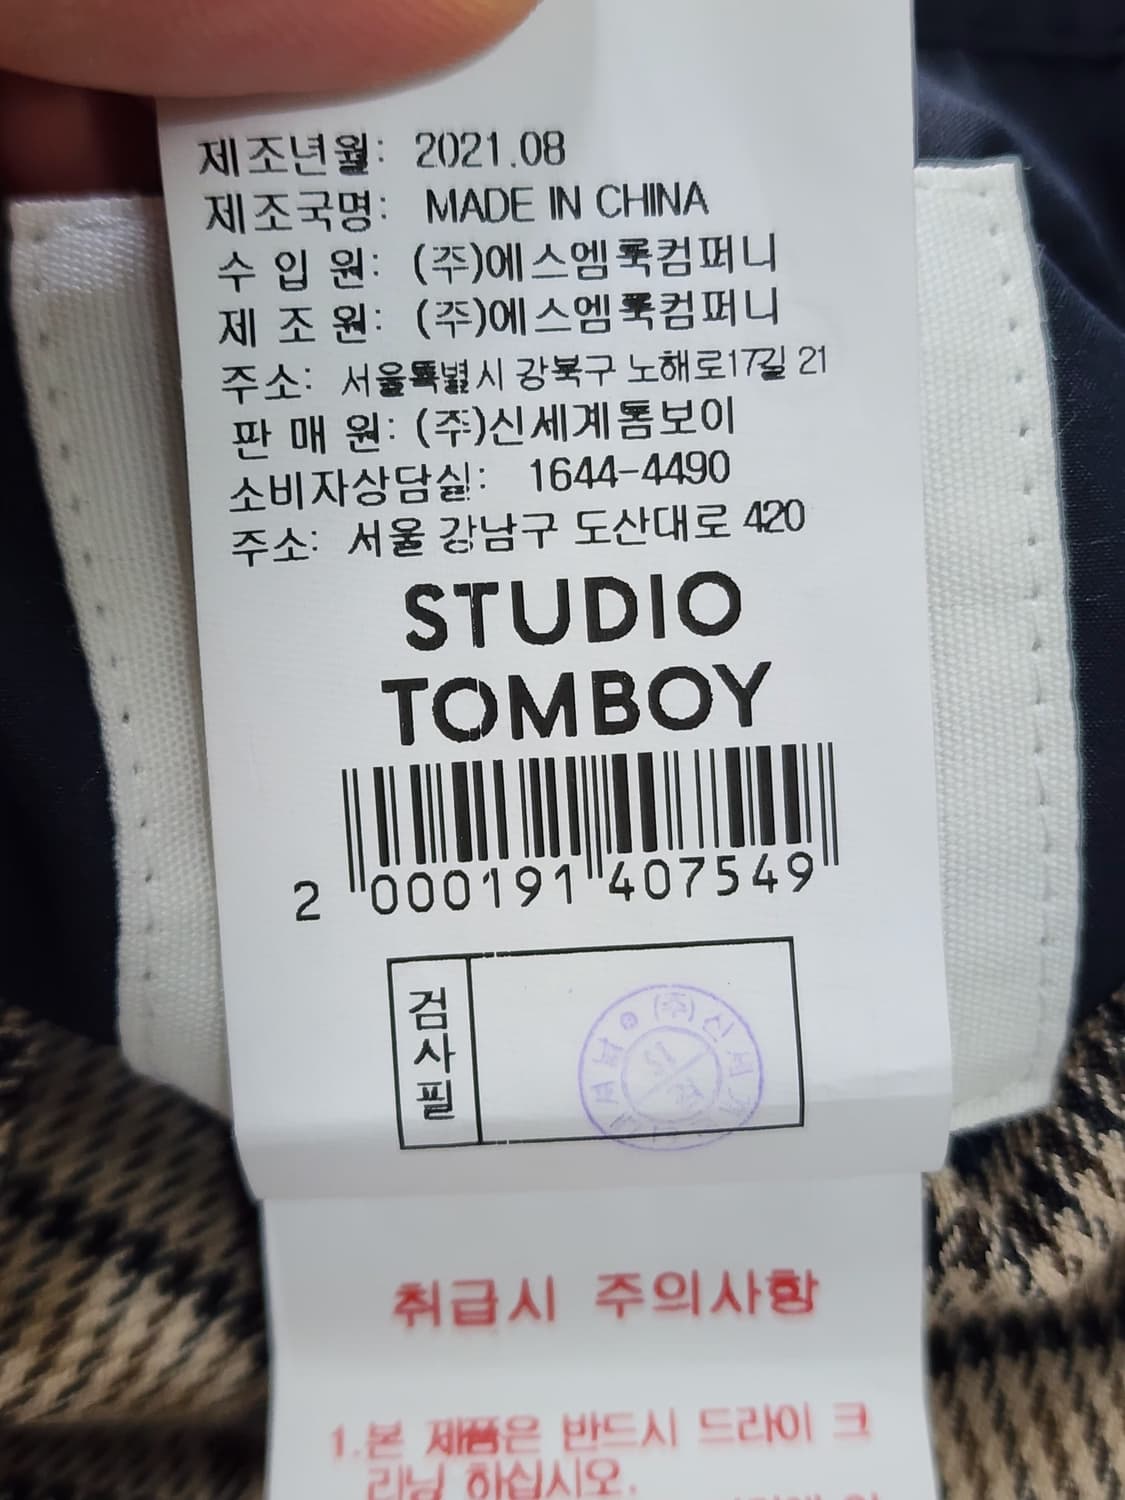 제조년월: 2021.08
제조국명: MADE IN CHINA
수 입 원: (주)에스엠룩컴퍼니
제 조 원: (주)에스엠룩컴퍼니
주소: 서울특별시 강북구 노해로17길 21
판 매 원: (주)신세계톰보이
소비자상담실: 1644-4490
주소: 서울 강남구 도산대로 420
STUDIO
TOMBOY
2 000191 407549
검사필
(주)신세계
취급시 주의사항
1.본 제품은 반드시 드라이 크
리닝 하십시오.